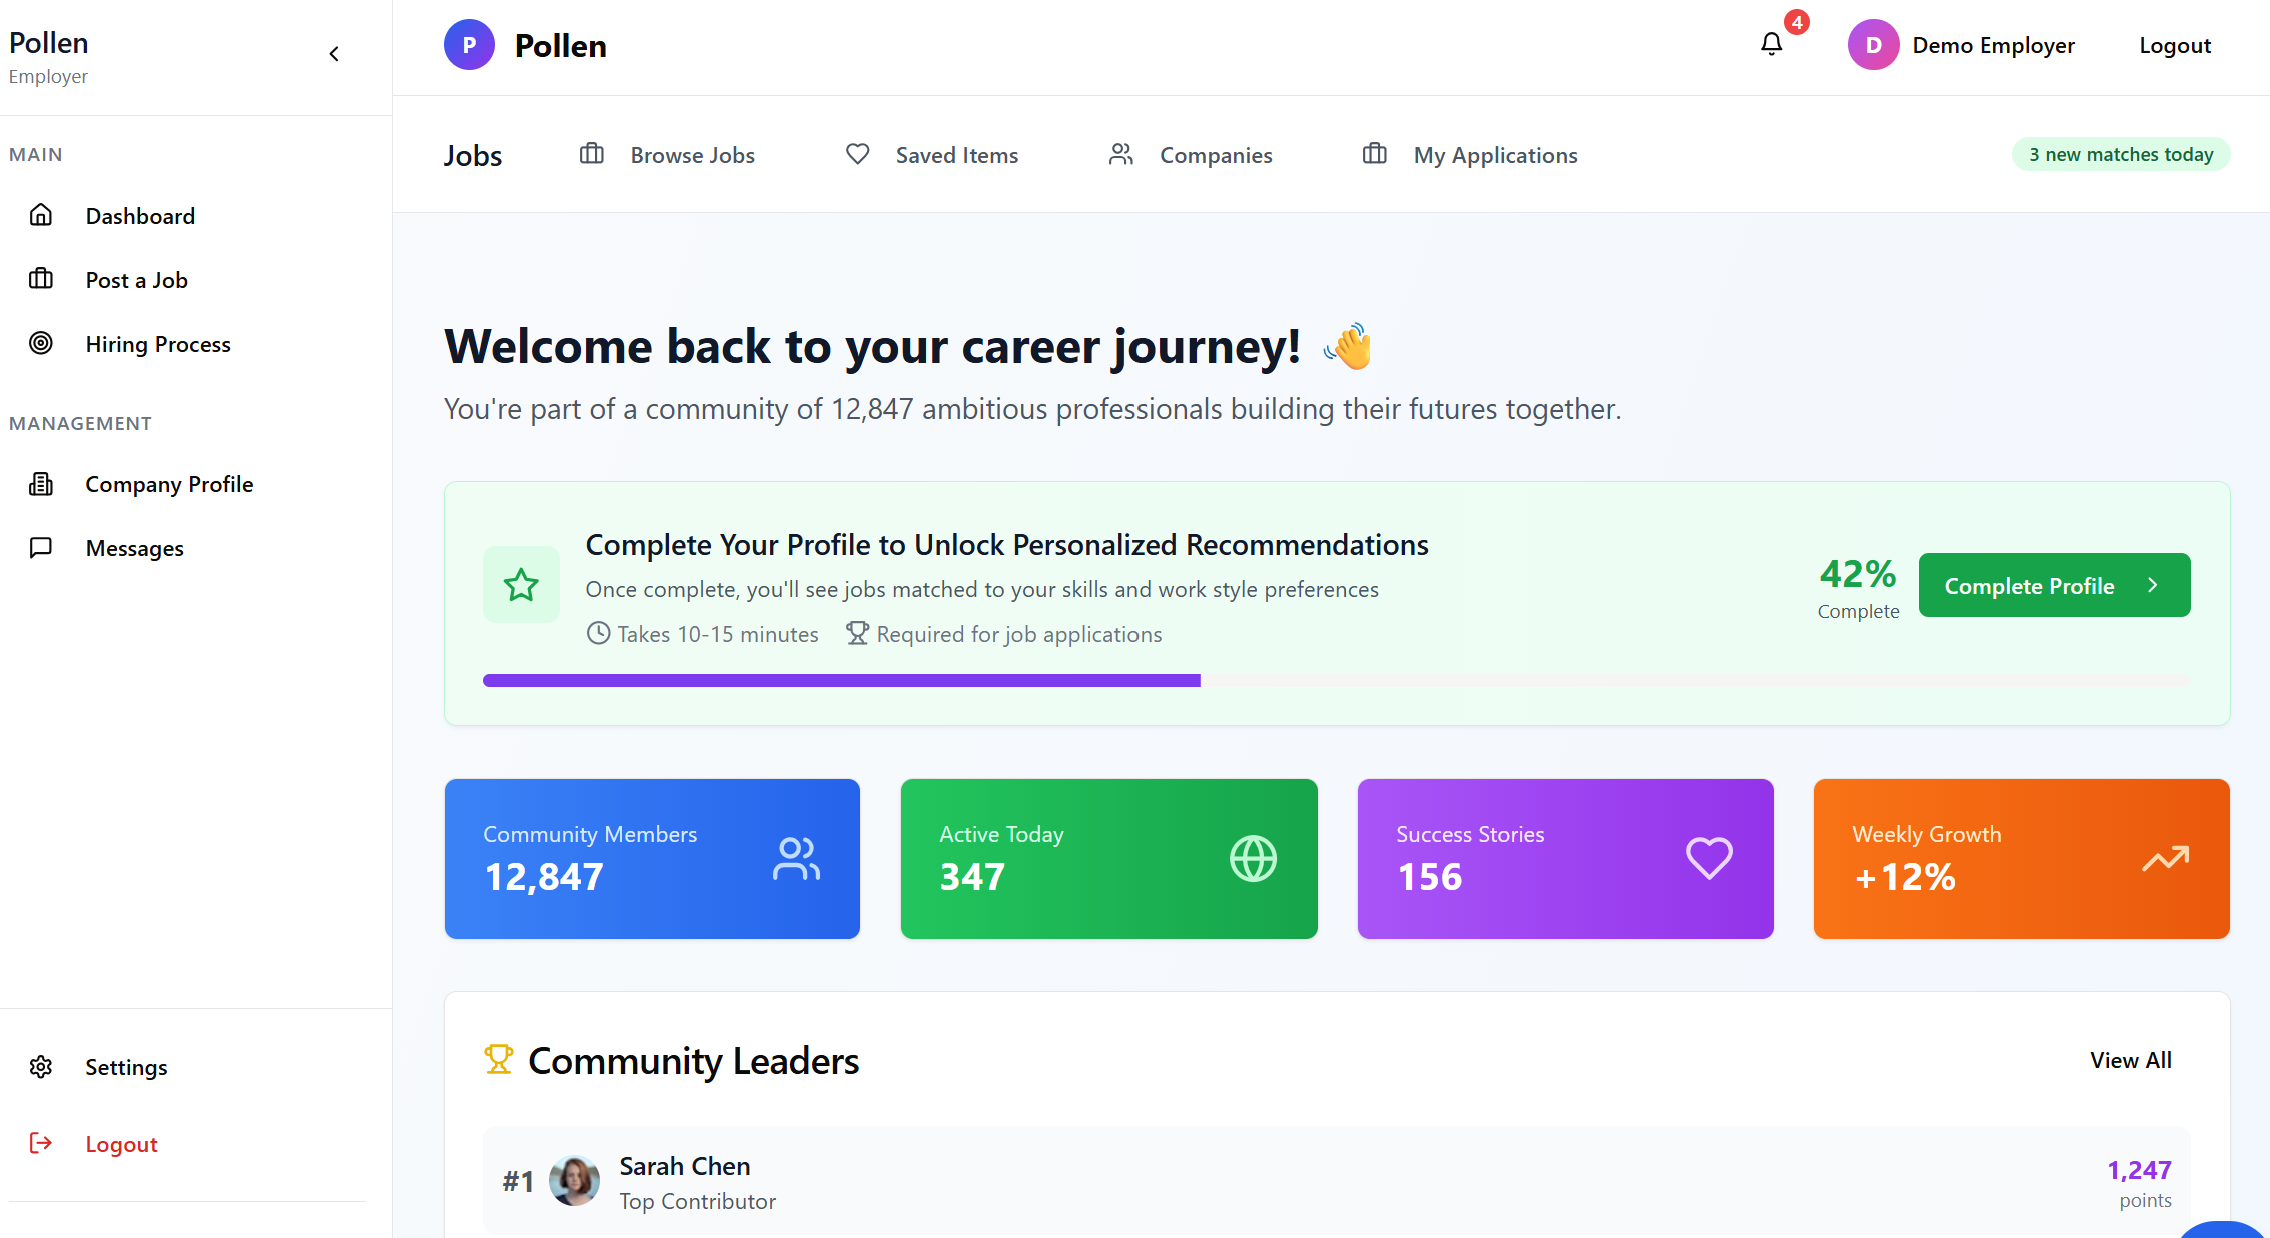 Pollen
Employer
MAIN
Dashboard
Post a Job
Hiring Process
MANAGEMENT
Company Profile
Messages
Settings
Logout
P Pollen
4
D Demo Employer
Logout
Jobs
Browse Jobs
Saved Items
Companies
My Applications
3 new matches today
Welcome back to your career journey! 👋
You're part of a community of 12,847 ambitious professionals building their futures together.
Complete Your Profile to Unlock Personalized Recommendations
Once complete, you'll see jobs matched to your skills and work style preferences
Takes 10-15 minutes
Required for job applications
42%
Complete
Complete Profile
Community Members
12,847
Active Today
347
Success Stories
156
Weekly Growth
+12%
Community Leaders
View All
#1
Sarah Chen
Top Contributor
1,247
points